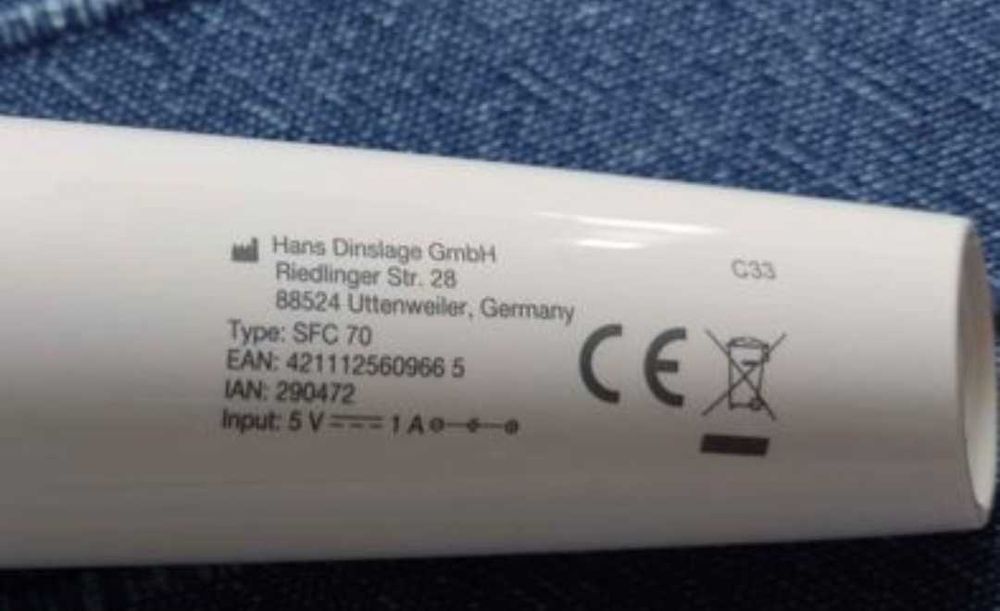 Hans Dinslage GmbH
Riedlinger Str. 28
88524 Uttenweiler, Germany
Type: SFC 70
EAN: 421112560966 5
IAN: 290472
Input: 5 V ⎓ 1 A
CE
C33